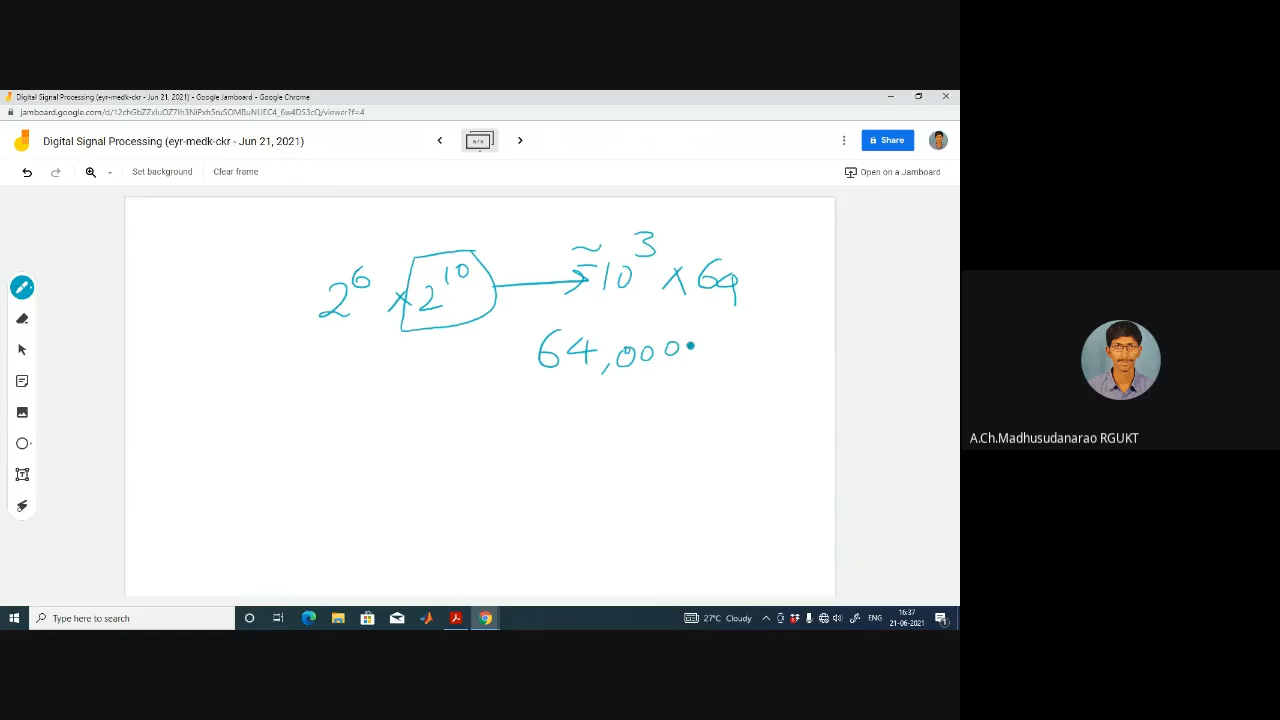 Digital Signal Processing (eyr-medk-ckr - Jun 21, 2021) - Google Jamboard - Google Chrome
Digital Signal Processing (eyr-medk-ckr - Jun 21, 2021)
Share
Set background
Clear frame
Open on a Jamboard
2^6 × 2^10 → ≈ 10^3 × 64
64,000
A.Ch.Madhusudanarao RGUKT
Type here to search
27°C Cloudy
ENG
16:37
21-06-2021